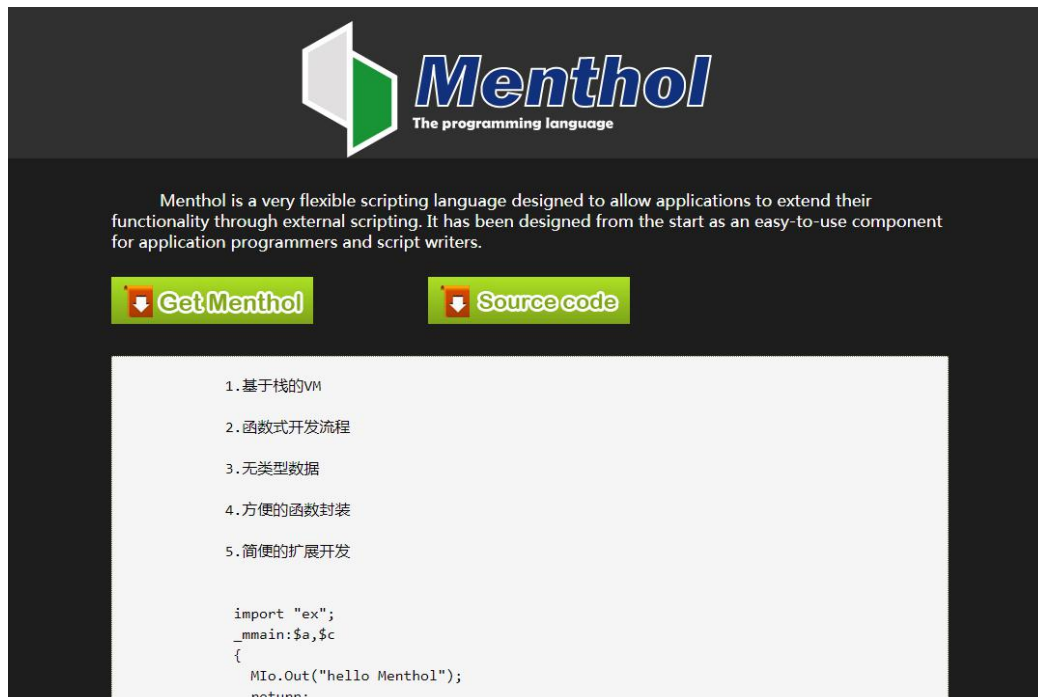 Menthol
The programming language
Menthol is a very flexible scripting language designed to allow applications to extend their
functionality through external scripting. It has been designed from the start as an easy-to-use component
for application programmers and script writers.
Get Menthol
Source code
1.基于栈的VM
2.函数式开发流程
3.无类型数据
4.方便的函数封装
5.简便的扩展开发
import "ex";
_mmain:$a,$c
{
MIo.Out("hello Menthol");
return;